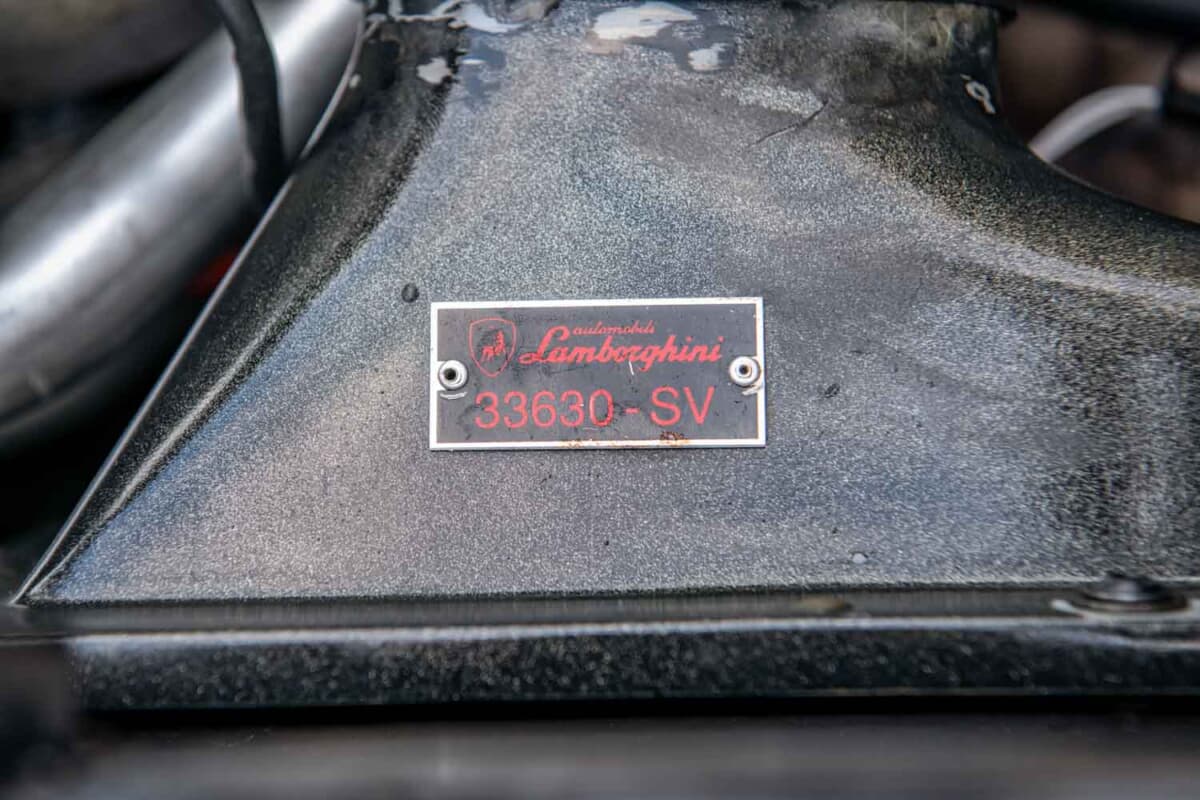 automobili
Lamborghini
33630 - SV